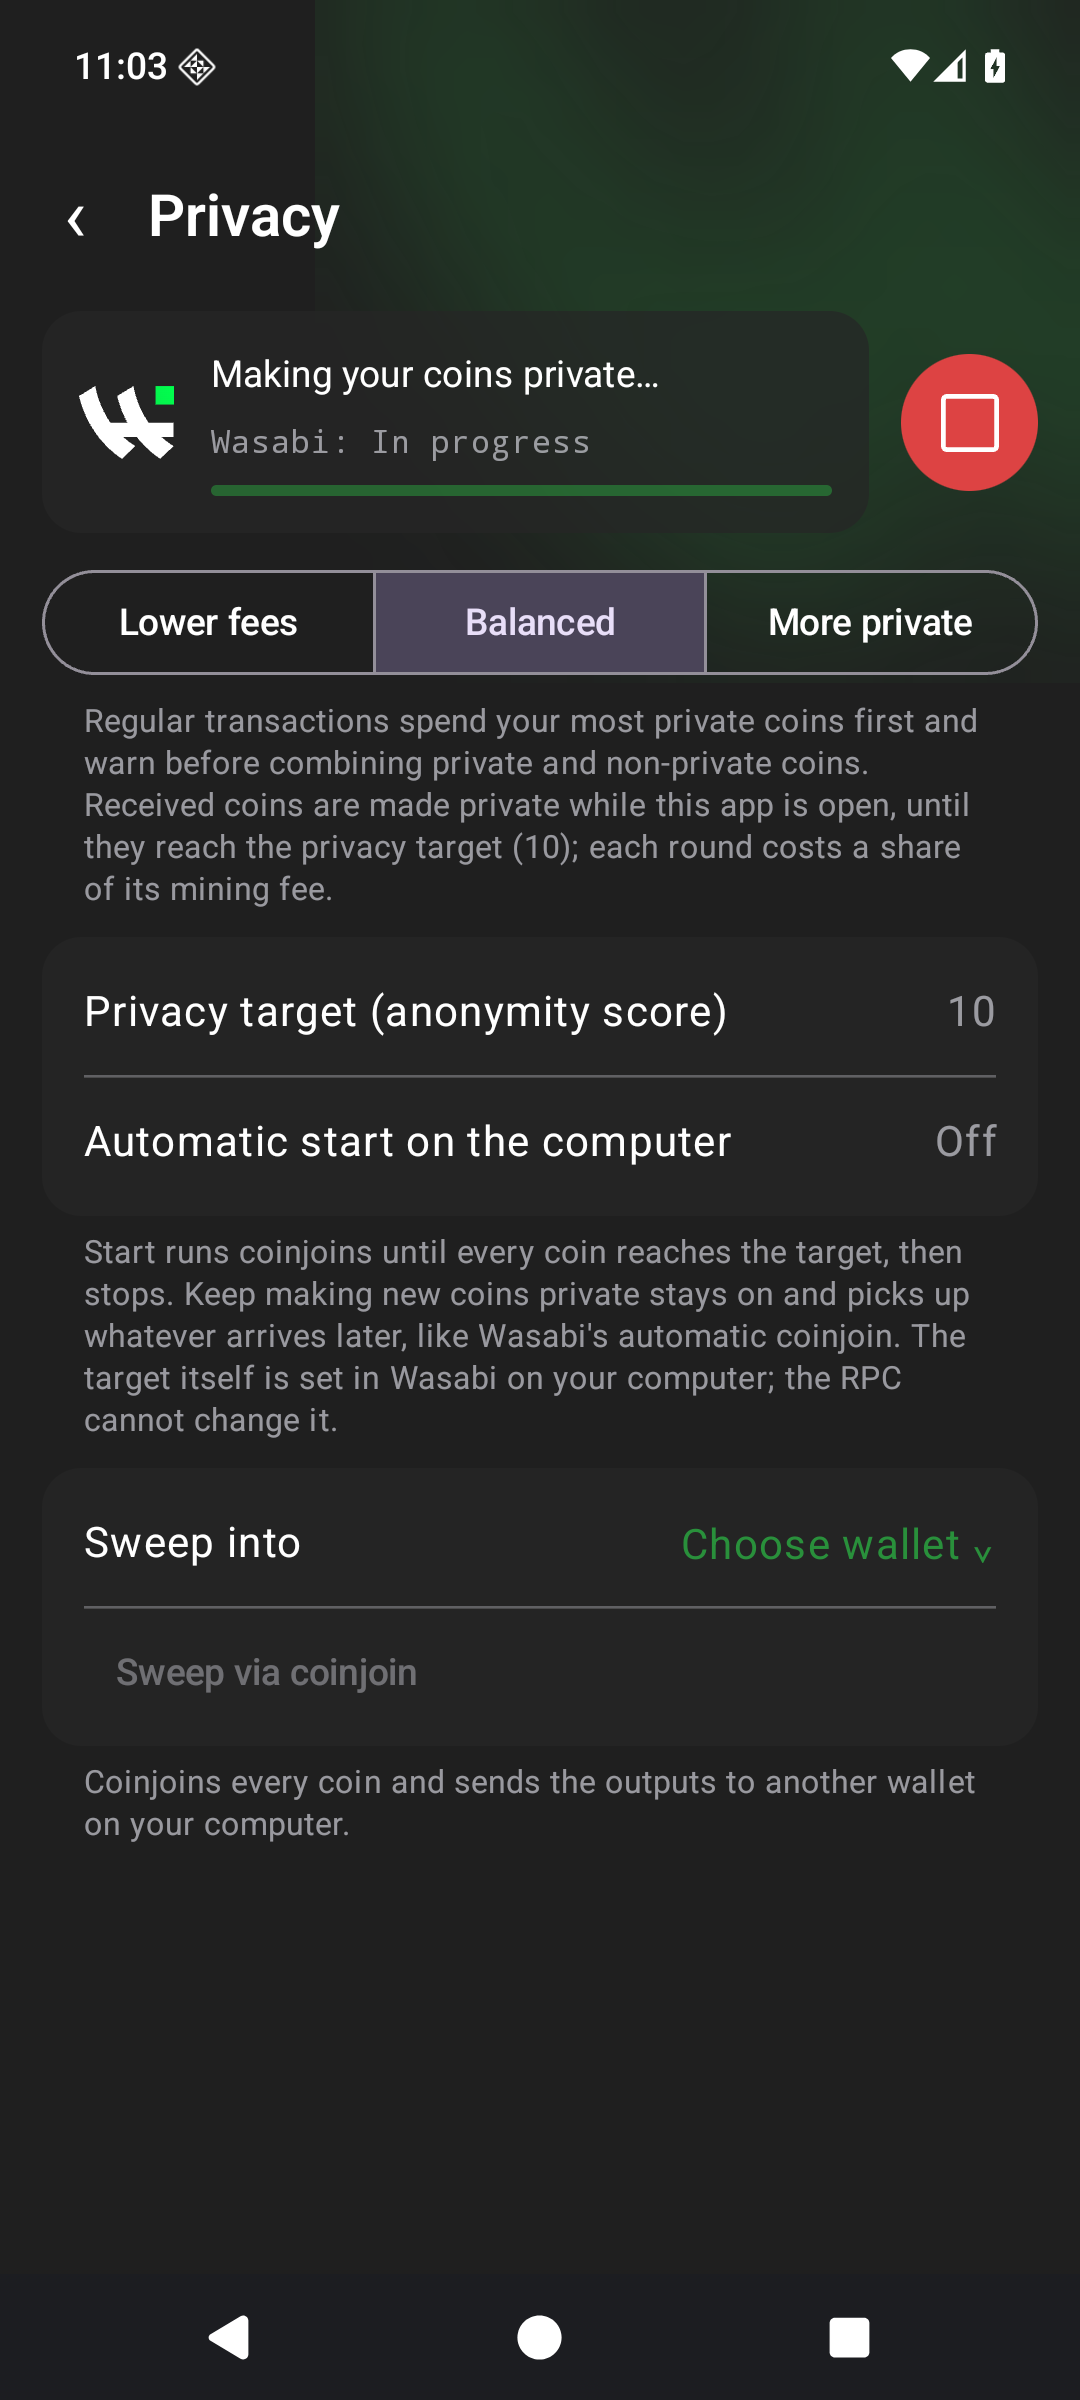 11:03
Privacy
Making your coins private…
Wasabi: In progress
Lower fees
Balanced
More private
Regular transactions spend your most private coins first and
warn before combining private and non-private coins.
Received coins are made private while this app is open, until
they reach the privacy target (10); each round costs a share
of its mining fee.
Privacy target (anonymity score)
10
Automatic start on the computer
Off
Start runs coinjoins until every coin reaches the target, then
stops. Keep making new coins private stays on and picks up
whatever arrives later, like Wasabi's automatic coinjoin. The
target itself is set in Wasabi on your computer; the RPC
cannot change it.
Sweep into
Choose wallet
Sweep via coinjoin
Coinjoins every coin and sends the outputs to another wallet
on your computer.